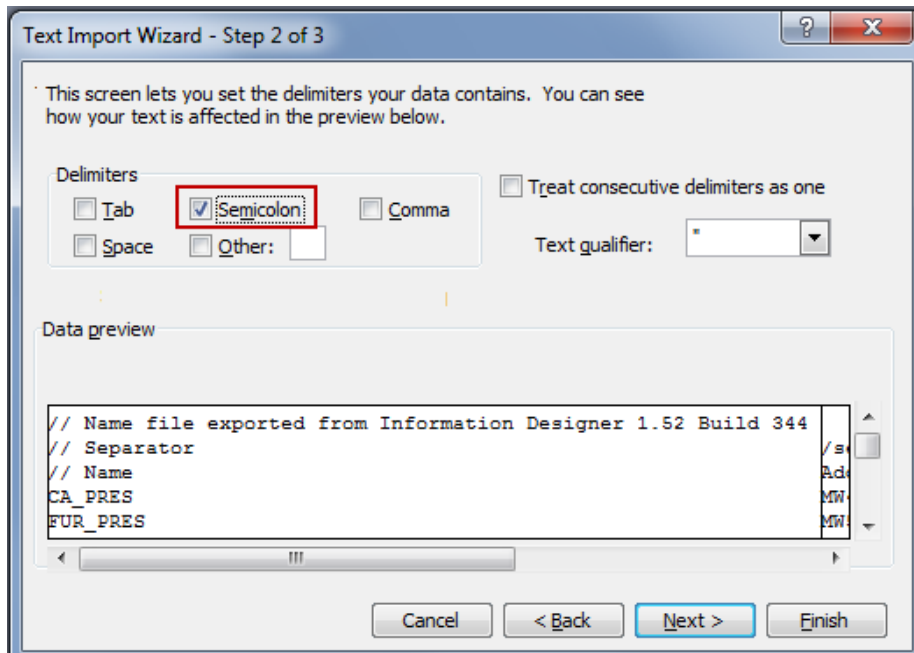 Text Import Wizard - Step 2 of 3
This screen lets you set the delimiters your data contains. You can see
how your text is affected in the preview below.
Delimiters
Tab
Semicolon
Comma
Space
Other:
Treat consecutive delimiters as one
Text qualifier: "
Data preview
// Name file exported from Information Designer 1.52 Build 344
// Separator
// Name
CA_PRES
FUR_PRES
Cancel
< Back
Next >
Finish